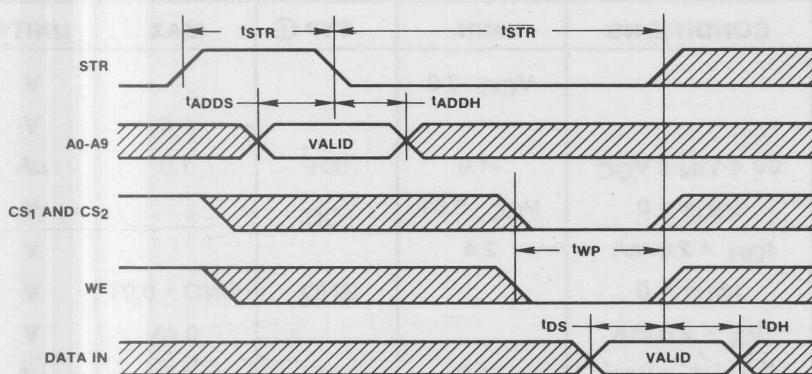 tSTR tSTR
STR
tADDS tADDH
A0-A9 VALID
CS1 AND CS2
tWP
WE
tDS tDH
DATA IN VALID